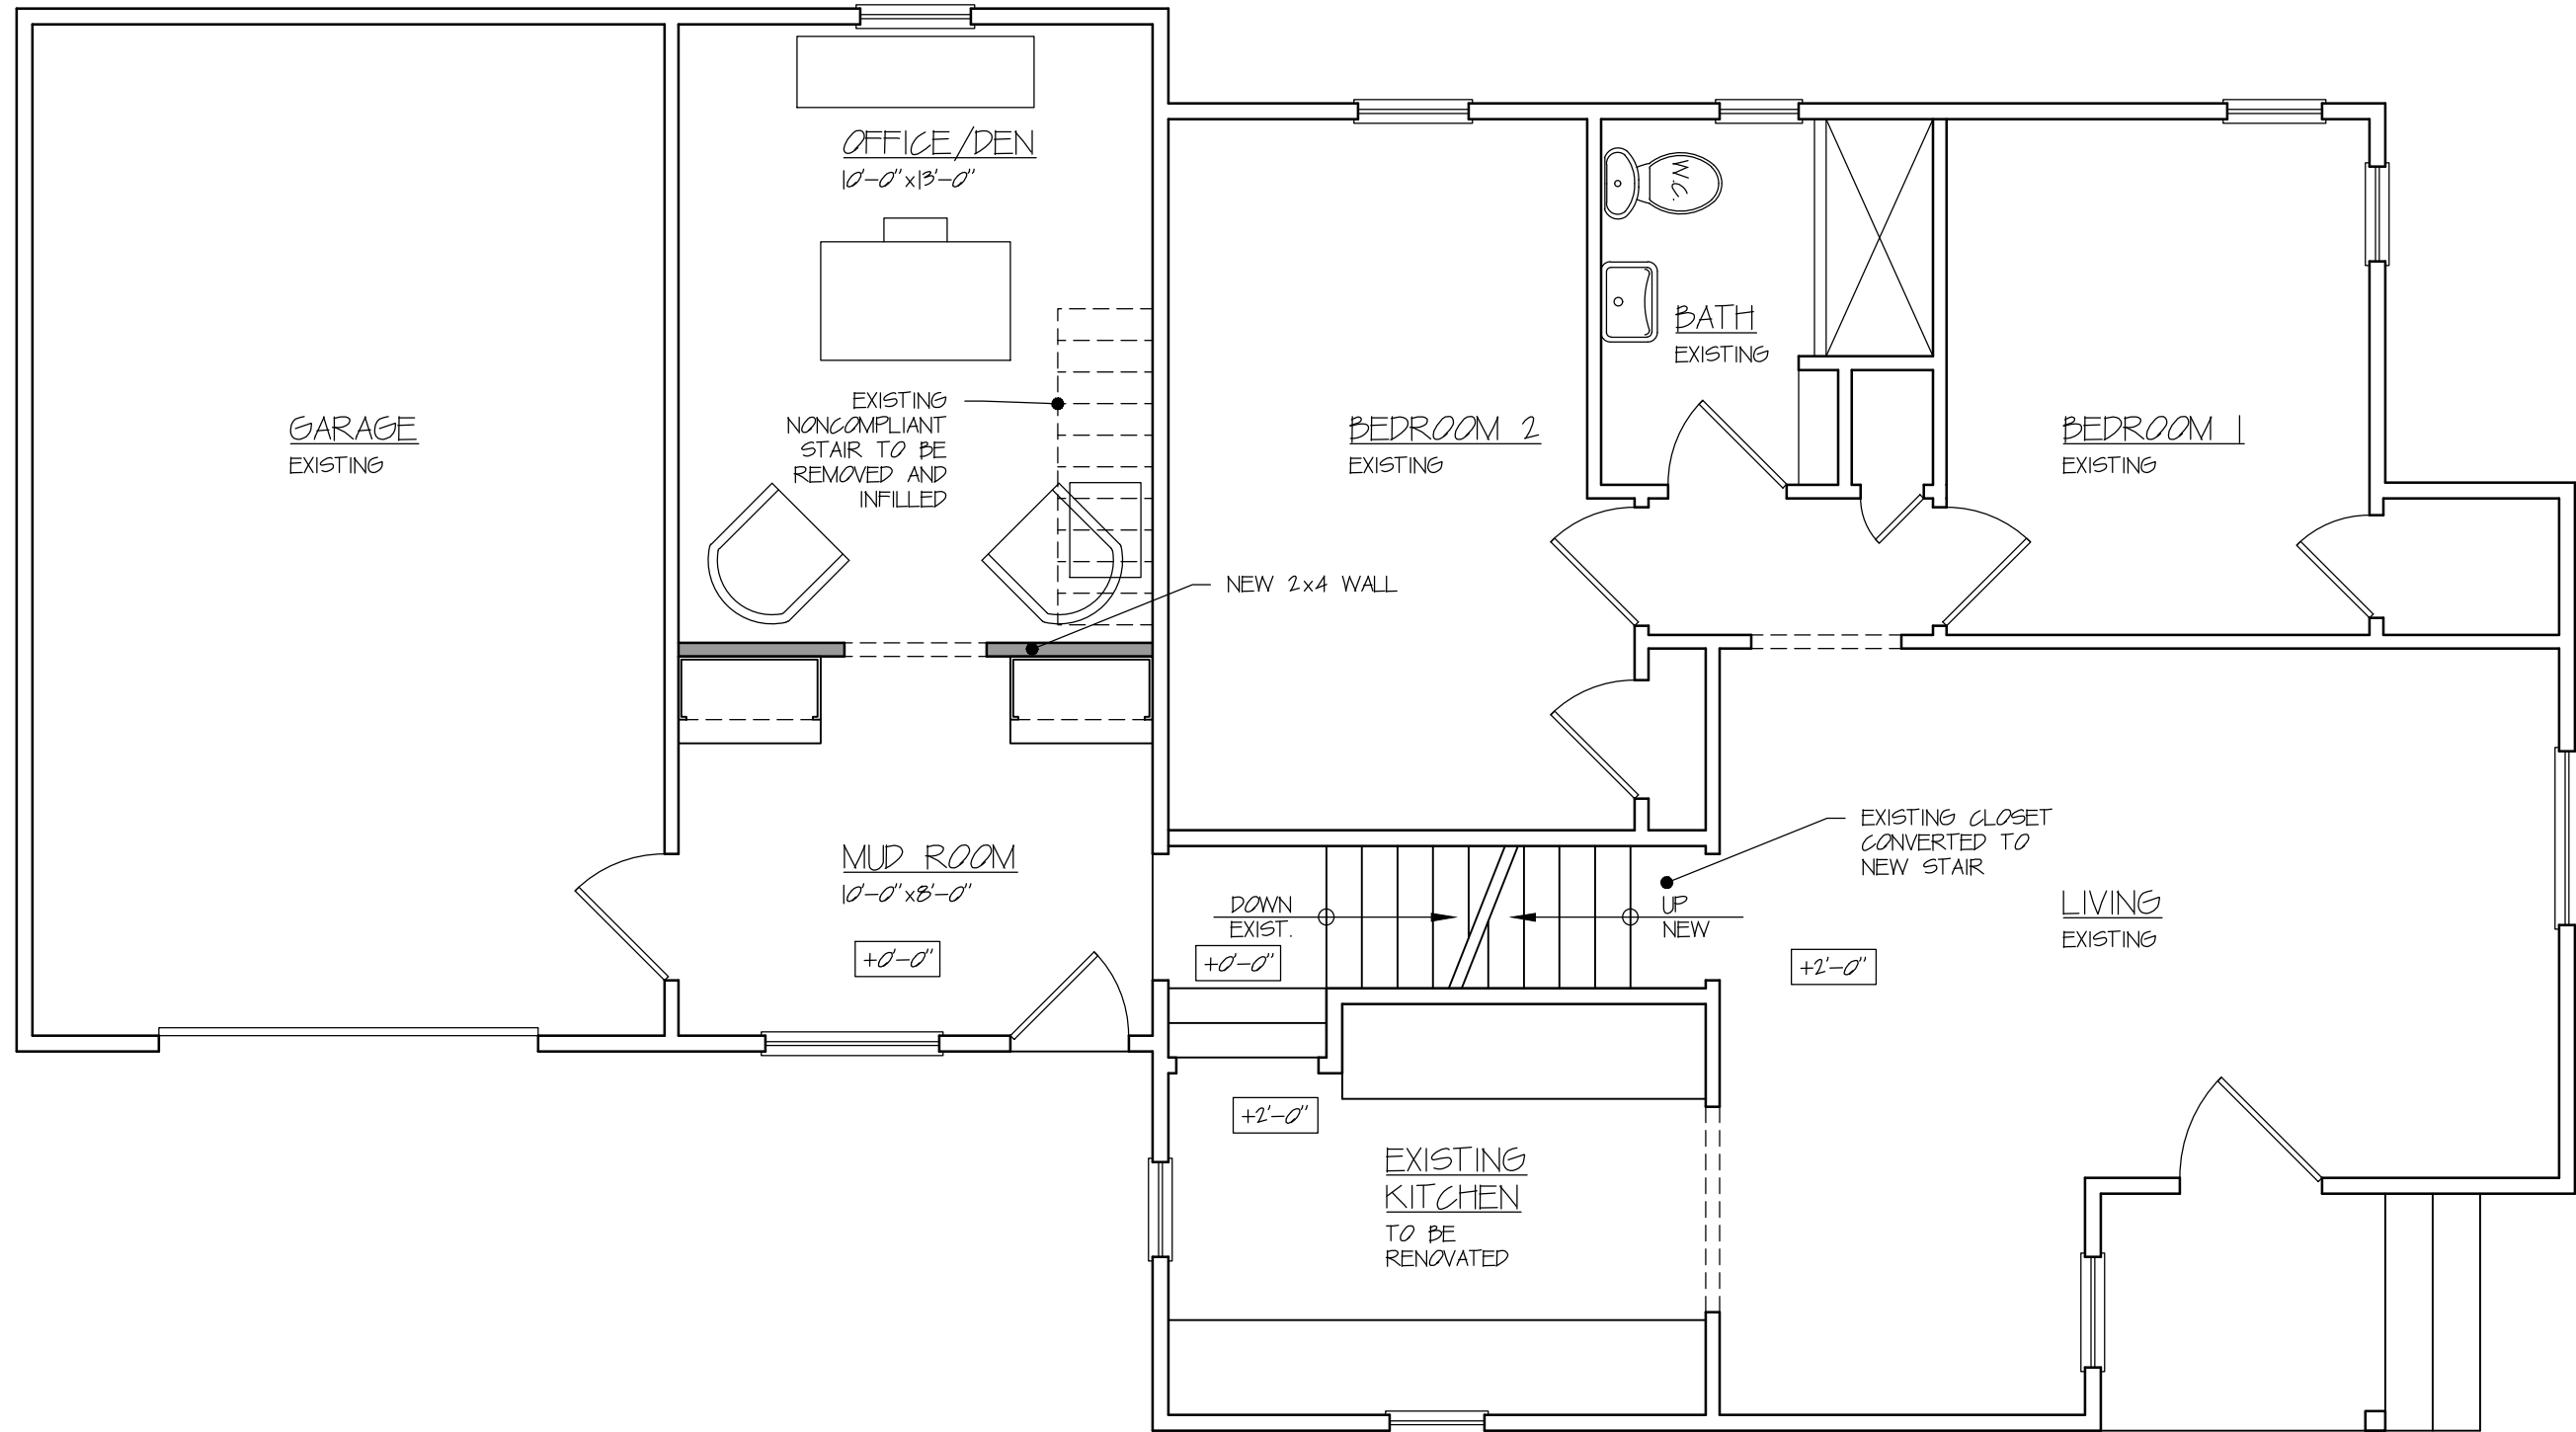 OFFICE/DEN
10'-0"x13'-0"
W.C.
BATH
EXISTING
GARAGE
EXISTING
EXISTING
NONCOMPLIANT
STAIR TO BE
REMOVED AND
INFILLED
BEDROOM 2
EXISTING
BEDROOM 1
EXISTING
NEW 2x4 WALL
MUD ROOM
10'-0"x8'-0"
+0'-0"
DOWN
EXIST.
+0'-0"
UP
NEW
EXISTING CLOSET
CONVERTED TO
NEW STAIR
LIVING
EXISTING
+2'-0"
+2'-0"
EXISTING
KITCHEN
TO BE
RENOVATED